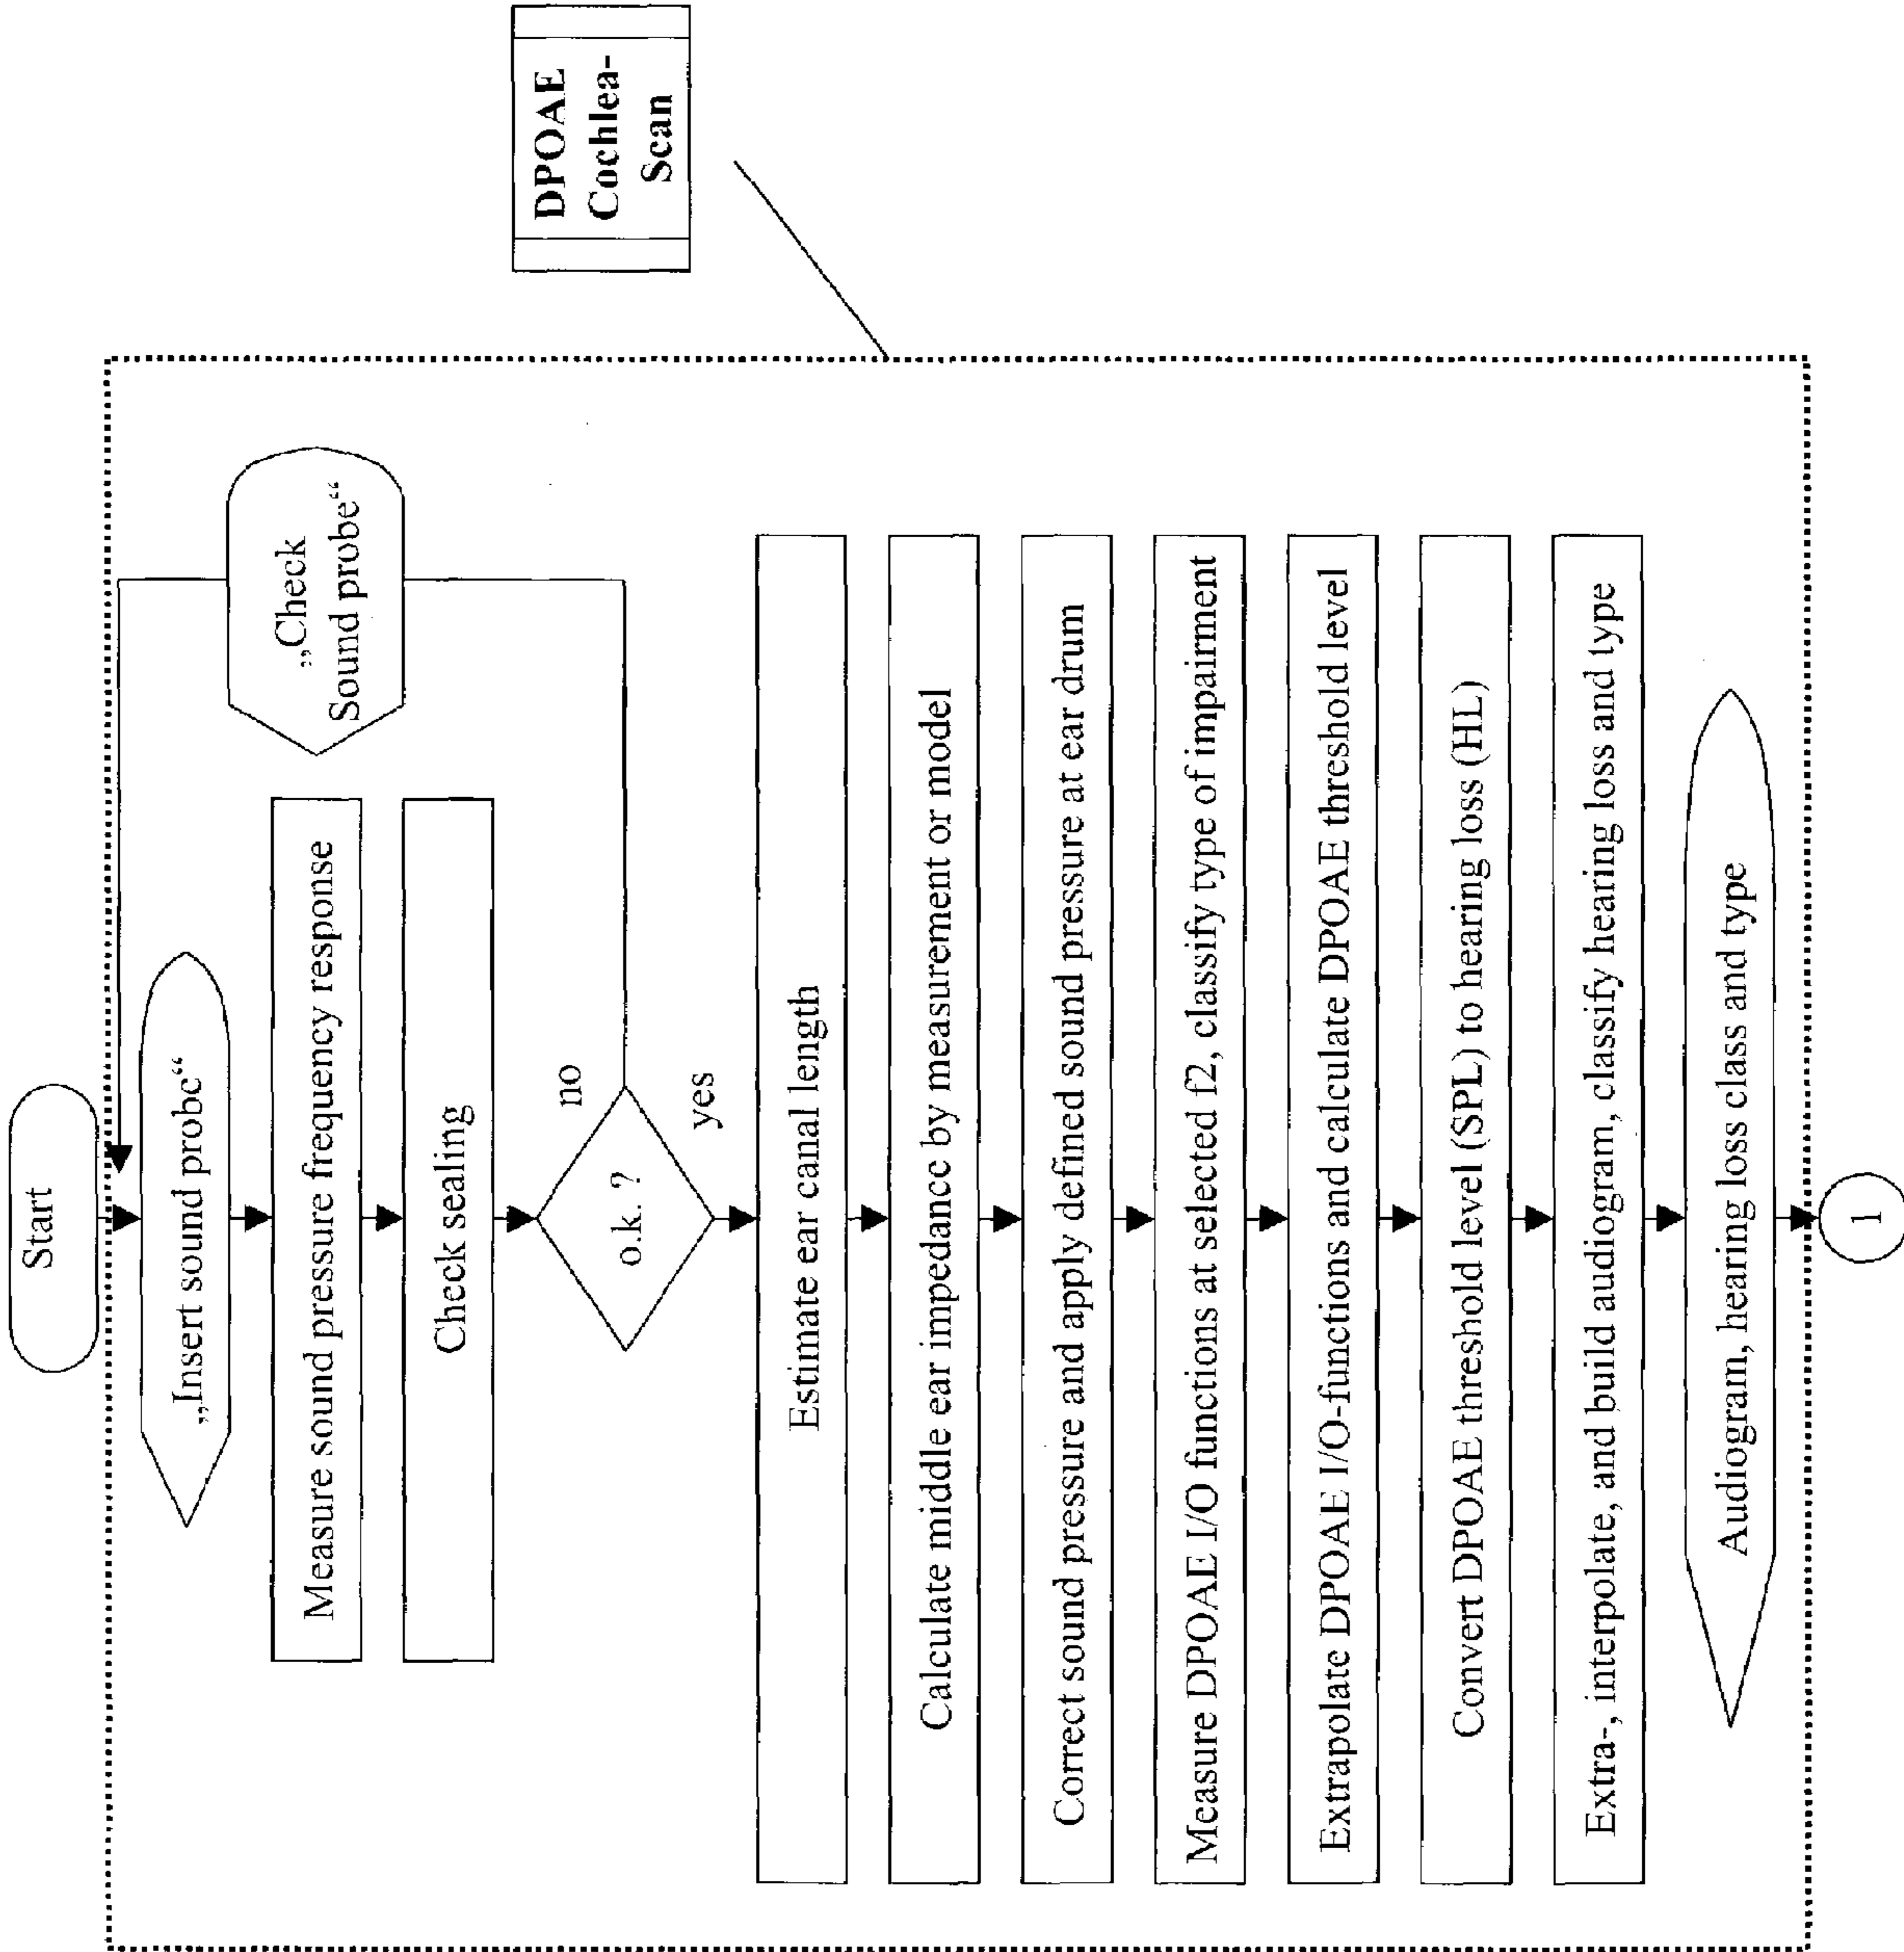 Start
„Insert sound probe“
Measure sound pressure frequency response
Check sealing
o.k. ?
no
yes
„Check
Sound probe“
Estimate ear canal length
Calculate middle ear impedance by measurement or model
Correct sound pressure and apply defined sound pressure at ear drum
Measure DPOAE I/O functions at selected f2, classify type of impairment
Extrapolate DPOAE I/O-functions and calculate DPOAE threshold level
Convert DPOAE threshold level (SPL) to hearing loss (HL)
Extra-, interpolate, and build audiogram, classify hearing loss and type
Audiogram, hearing loss class and type
1
DPOAE
Cochlea-
Scan